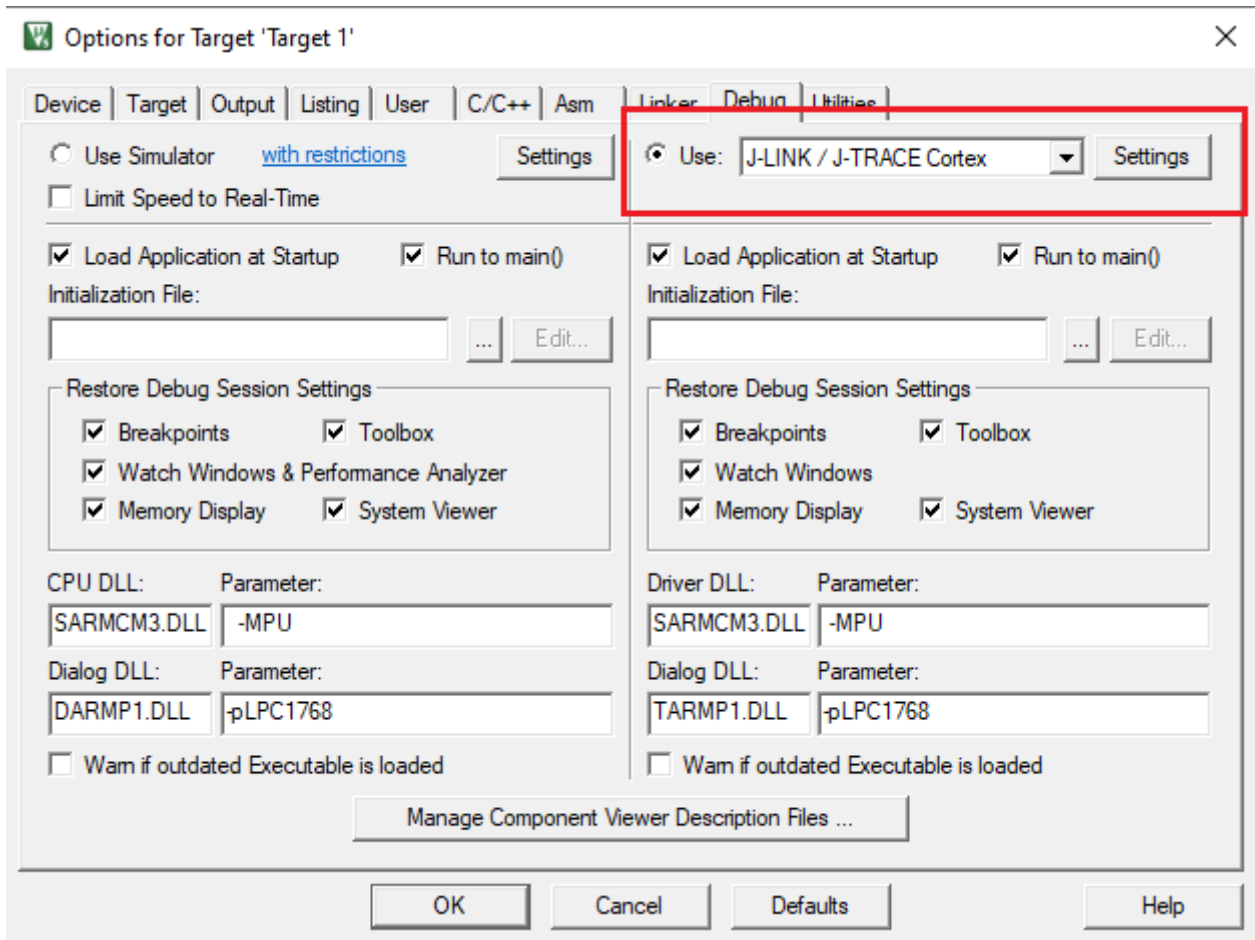 Options for Target 'Target 1'
Device Target Output Listing User C/C++ Asm Linker Debug Utilities
Use Simulator with restrictions Settings
Limit Speed to Real-Time
Use: J-LINK / J-TRACE Cortex Settings
Load Application at Startup Run to main()
Initialization File:
... Edit...
Restore Debug Session Settings
Breakpoints Toolbox
Watch Windows & Performance Analyzer
Memory Display System Viewer
CPU DLL: Parameter:
SARMCM3.DLL -MPU
Dialog DLL: Parameter:
DARMP1.DLL -pLPC1768
Warn if outdated Executable is loaded
Load Application at Startup Run to main()
Initialization File:
... Edit...
Restore Debug Session Settings
Breakpoints Toolbox
Watch Windows
Memory Display System Viewer
Driver DLL: Parameter:
SARMCM3.DLL -MPU
Dialog DLL: Parameter:
TARMP1.DLL -pLPC1768
Warn if outdated Executable is loaded
Manage Component Viewer Description Files ...
OK Cancel Defaults Help